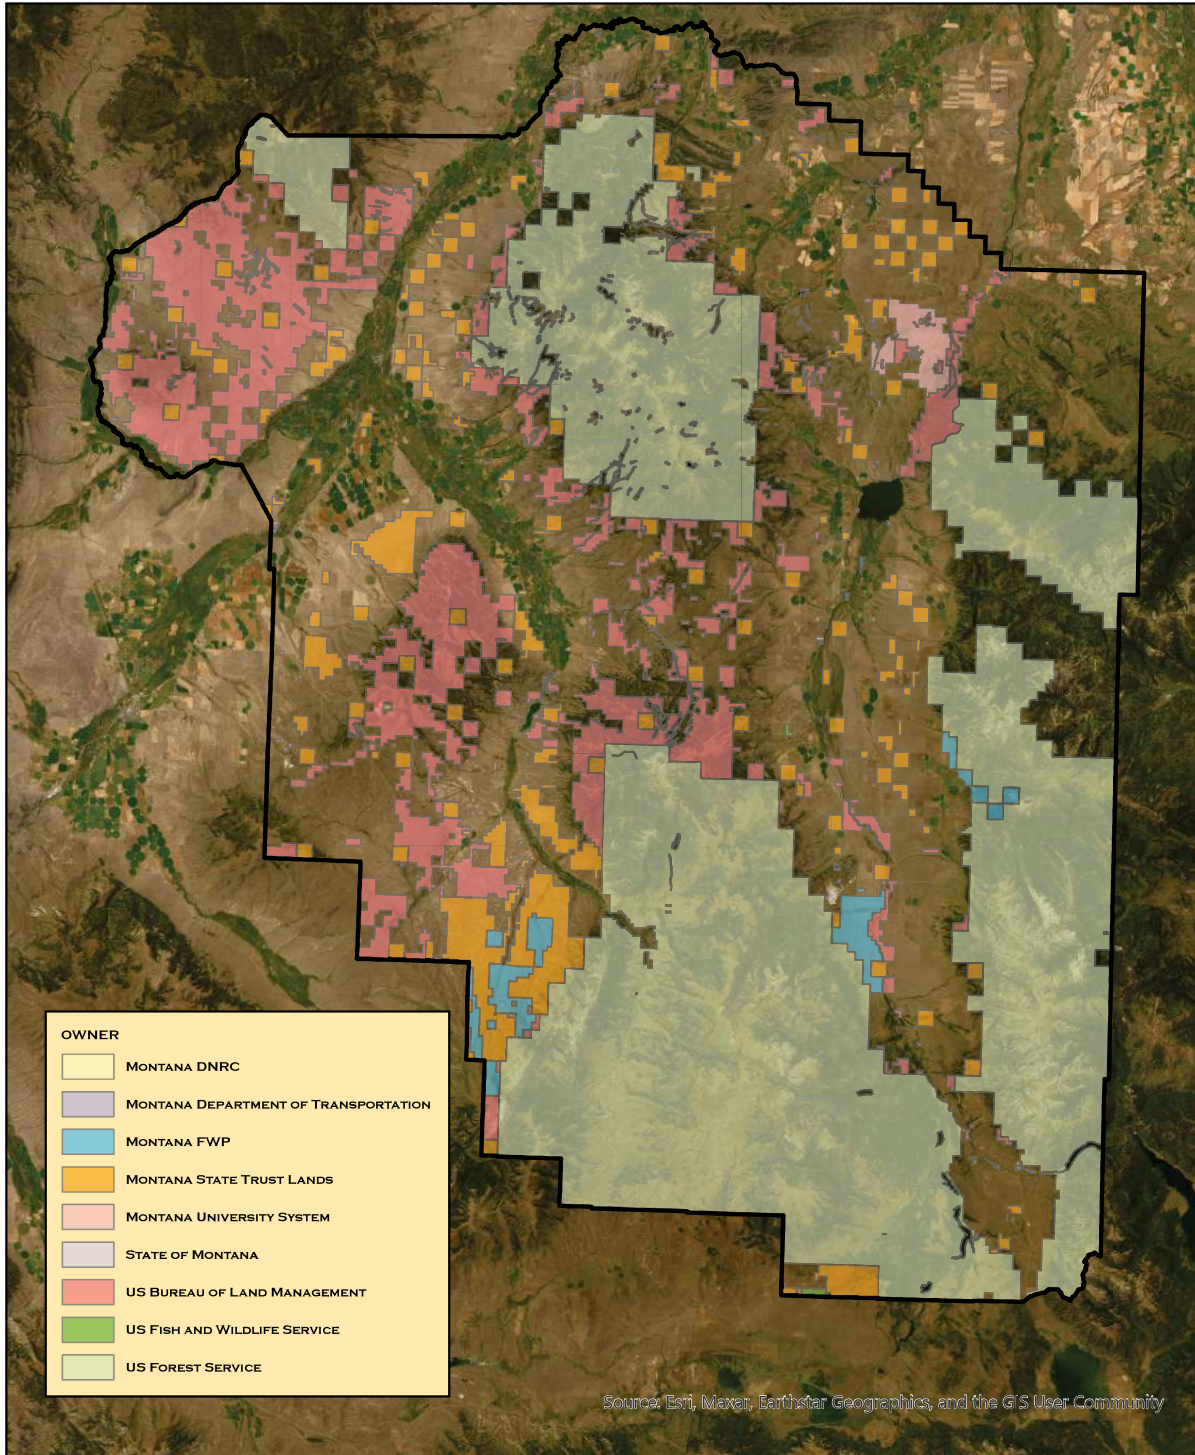 OWNER
MONTANA DNRC
MONTANA DEPARTMENT OF TRANSPORTATION
MONTANA FWP
MONTANA STATE TRUST LANDS
MONTANA UNIVERSITY SYSTEM
STATE OF MONTANA
US BUREAU OF LAND MANAGEMENT
US FISH AND WILDLIFE SERVICE
US FOREST SERVICE
Source: Esri, Maxar, Earthstar Geographics, and the GIS User Community